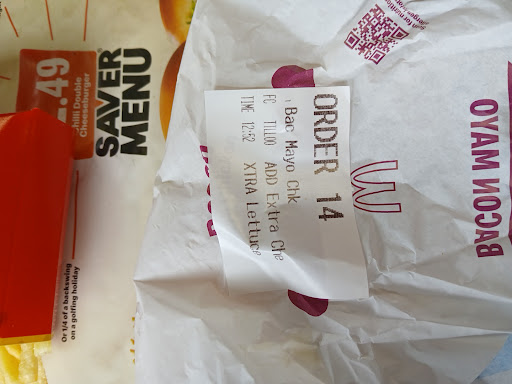 .49
Chilli Double
Cheeseburger
SAVER
MENU
Or 1/4 of a backswing
on a golfing holiday
ORDER 14
Bac Mayo Chk
ADD Extra Che
XTRA Lettuce
FC TILL00
TIME 12:52
BACON MAYO